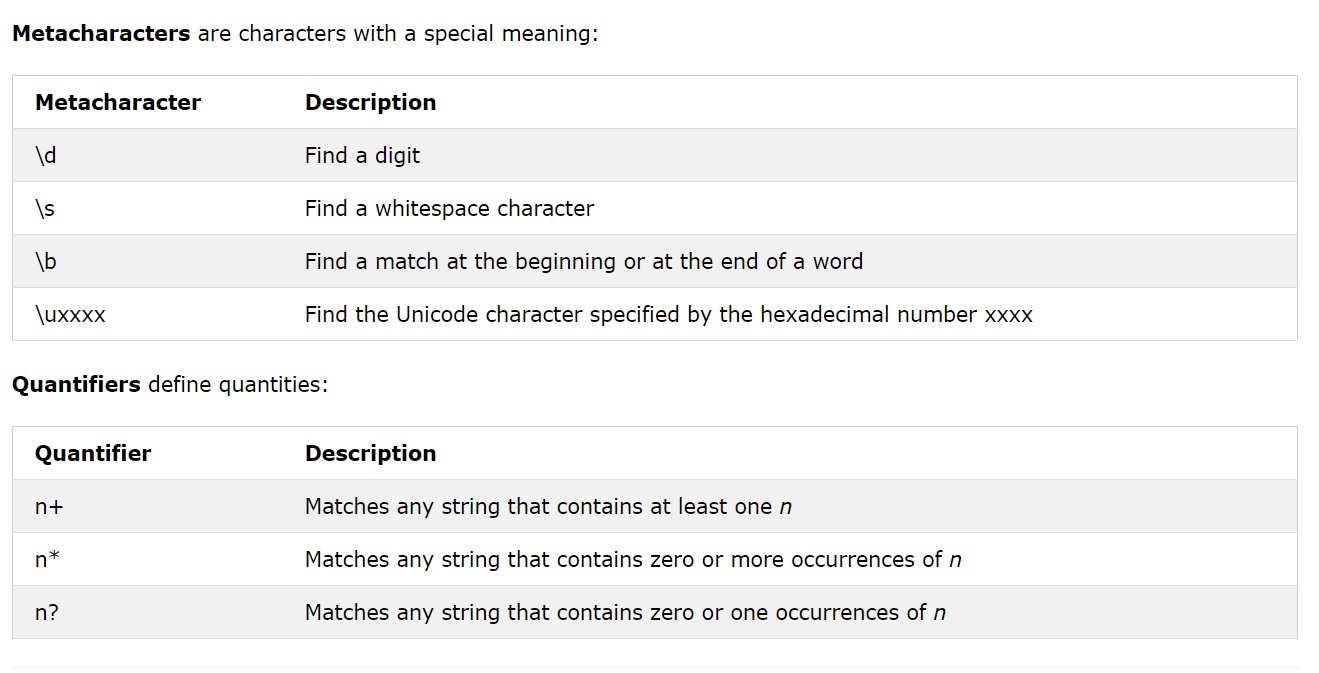 Metacharacters are characters with a special meaning:
Metacharacter Description
\d Find a digit
\s Find a whitespace character
\b Find a match at the beginning or at the end of a word
\uxxxx Find the Unicode character specified by the hexadecimal number xxxx
Quantifiers define quantities:
Quantifier Description
n+ Matches any string that contains at least one n
n* Matches any string that contains zero or more occurrences of n
n? Matches any string that contains zero or one occurrences of n